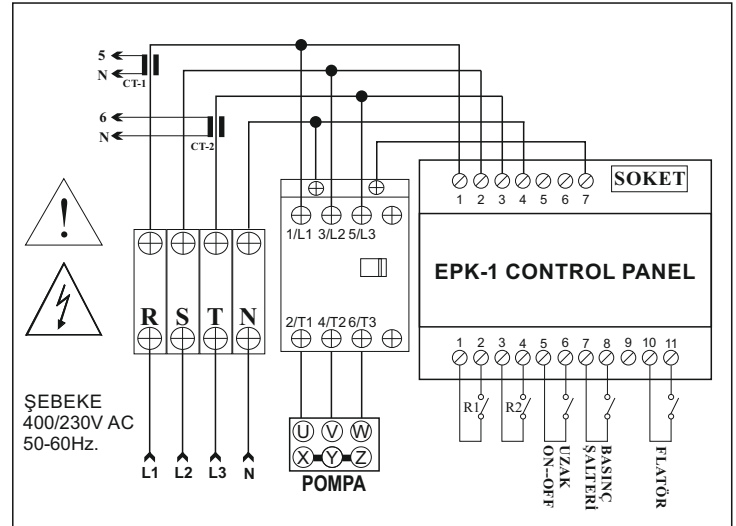 5
N
CT-1
6
N
CT-2
SOKET
1 2 3 4 5 6 7
1/L1 3/L2 5/L3
EPK-1 CONTROL PANEL
R S T N
2/T1 4/T2 6/T3
1 2 3 4 5 6 7 8 9 10 11
R1 R2
ŞEBEKE
400/230V AC
50-60Hz.
L1 L2 L3 N
U V W
X Y Z
POMPA
UZAK
ON--OFF
BASINÇ
ŞALTERİ
FLATÖR
!